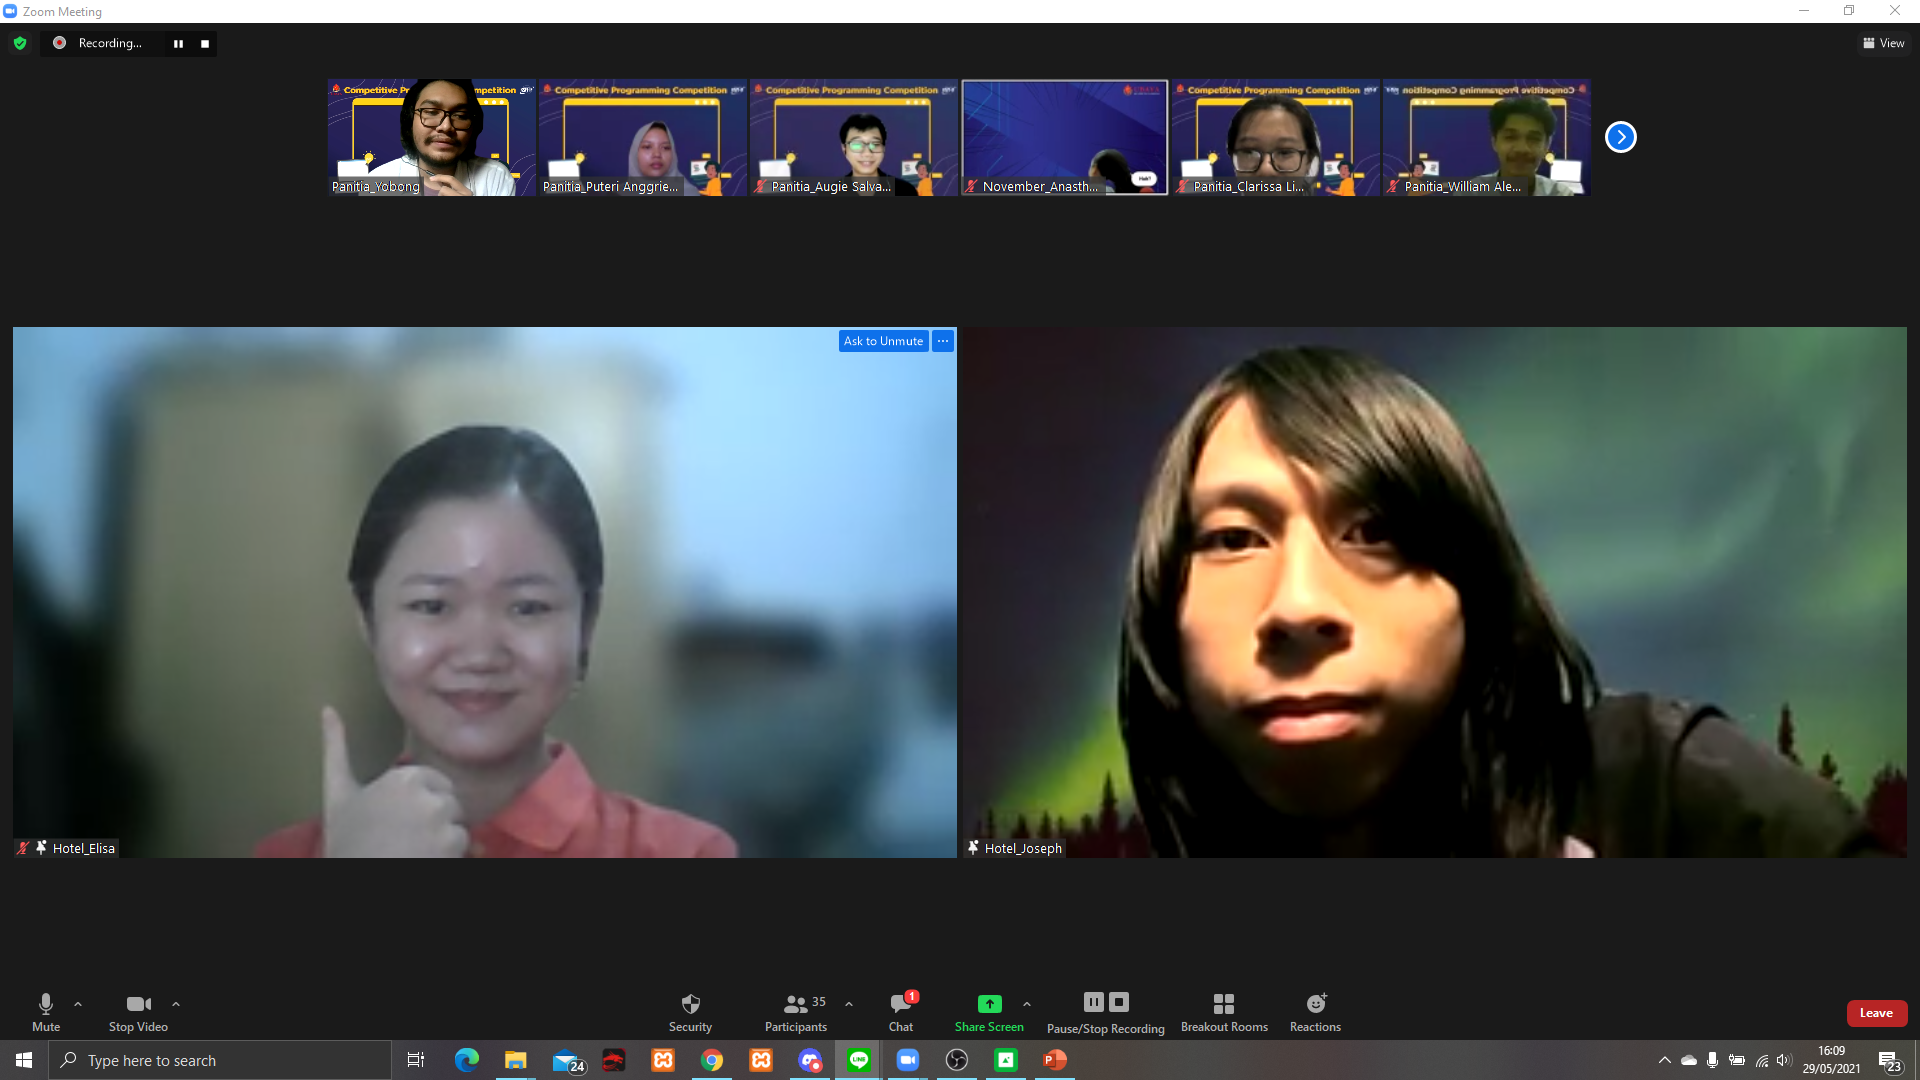 Zoom Meeting
Recording...
View
Competitive Pr
Competitive Programming Competition
Competitive Programming Competition
Competitive Programming Competition
Competitive Programming Competition
Panitia_Yobong
Panitia_Puteri Anggrie...
Panitia_Augie Salva...
November_Anasth...
Panitia_Clarissa Li...
Panitia_William Ale...
Ask to Unmute
Hotel_Elisa
Hotel_Joseph
Mute
Stop Video
Security
35
Participants
1
Chat
Share Screen
Pause/Stop Recording
Breakout Rooms
Reactions
Leave
Type here to search
24
16:09
29/05/2021
23